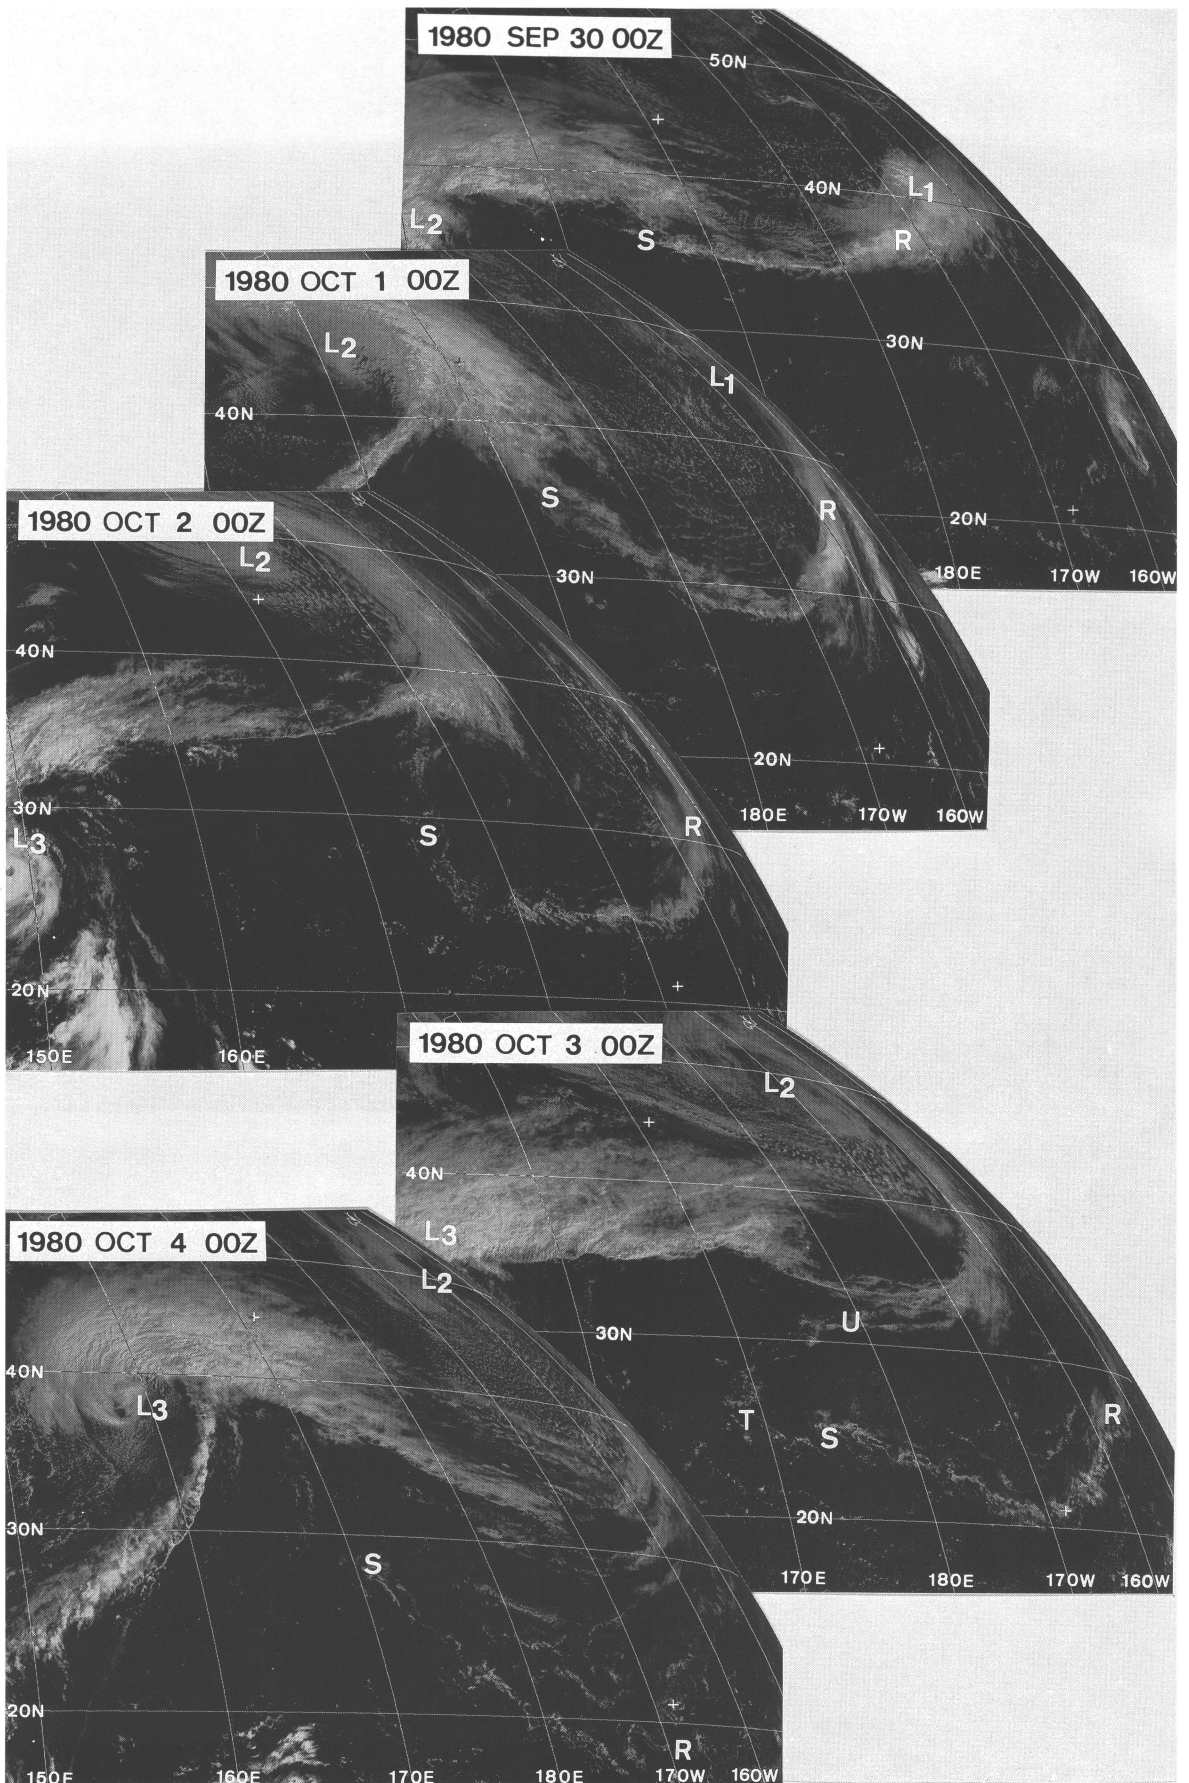 1980 SEP 30 00Z
50N
40N
L1
L2
S
R
30N
20N
180E
170W
160W
1980 OCT 1 00Z
L2
L1
40N
S
R
30N
20N
180E
170W
160W
1980 OCT 2 00Z
L2
40N
30N
L3
S
R
20N
150E
160E
1980 OCT 3 00Z
L2
40N
L3
U
30N
T
S
R
20N
170E
180E
170W
160W
1980 OCT 4 00Z
L2
40N
L3
30N
S
20N
R
150E
160E
170E
180E
170W
160W